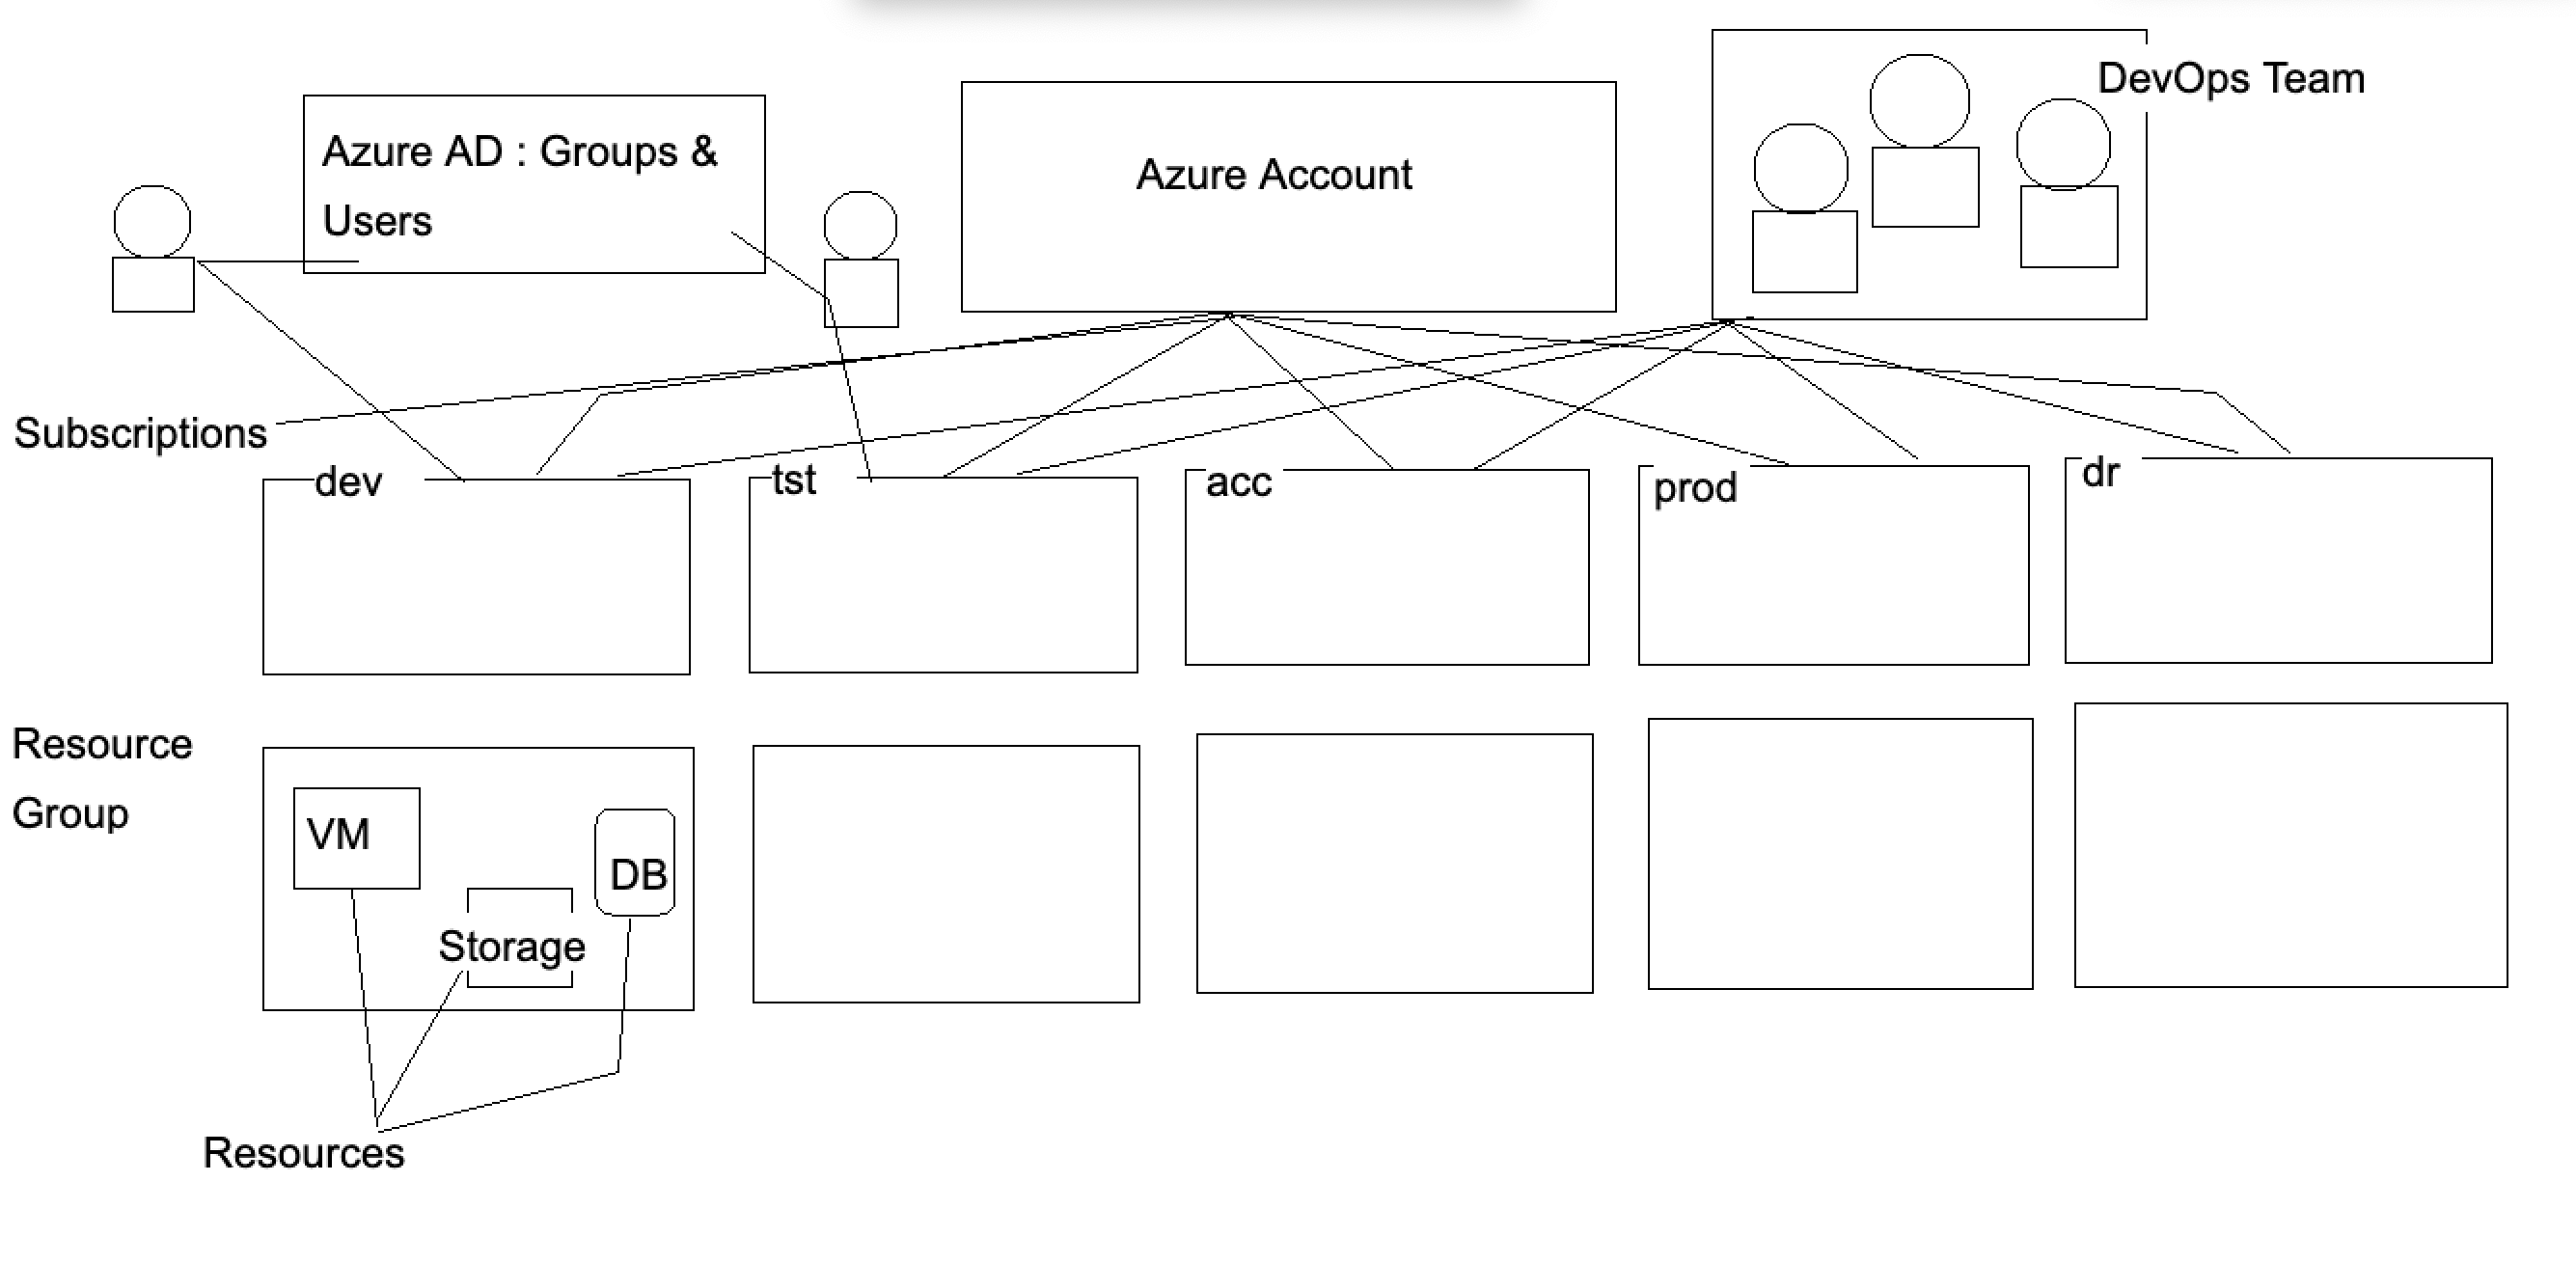 DevOps Team
Azure AD : Groups &
Users
Azure Account
Subscriptions
dev
tst
acc
prod
dr
Resource
Group
VM
DB
Storage
Resources